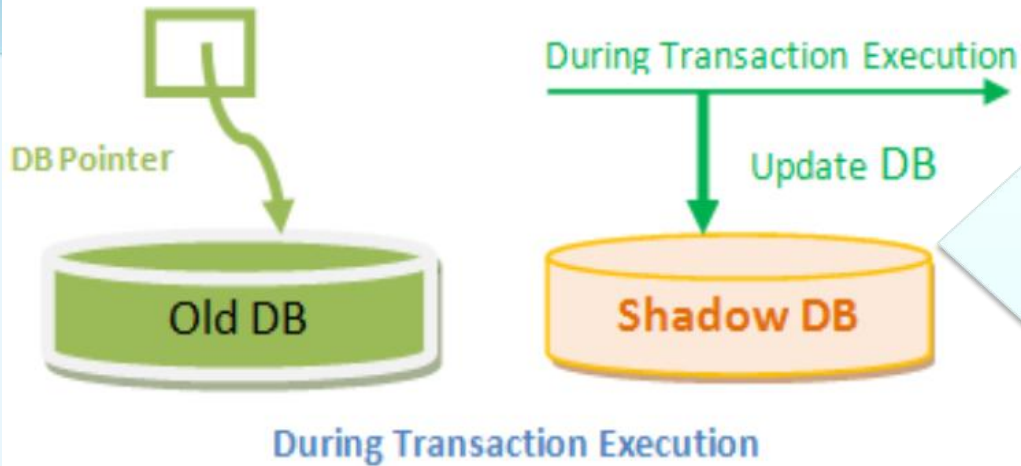 During Transaction Execution
DB Pointer
Update DB
Old DB
Shadow DB
During Transaction Execution